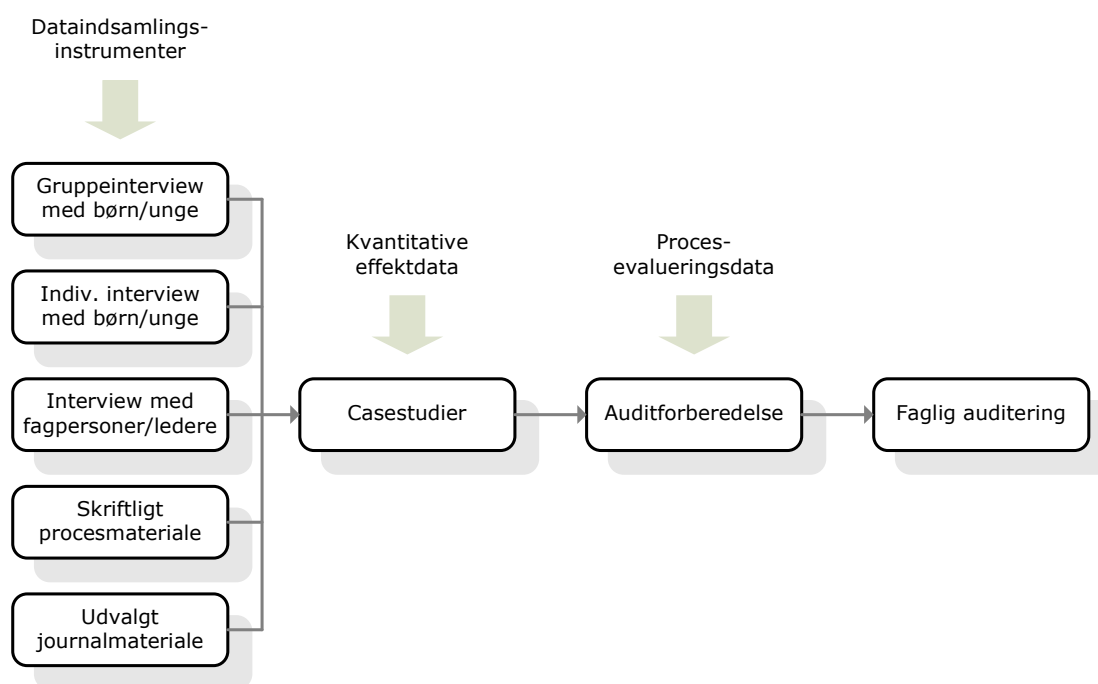 Dataindsamlings-
instrumenter
Gruppeinterview
med børn/unge
Indiv. interview
med børn/unge
Interview med
fagpersoner/ledere
Skriftligt
procesmateriale
Udvalgt
journalmateriale
Kvantitative
effektdata
Casestudier
Proces-
evalueringsdata
Auditforberedelse
Faglig auditering